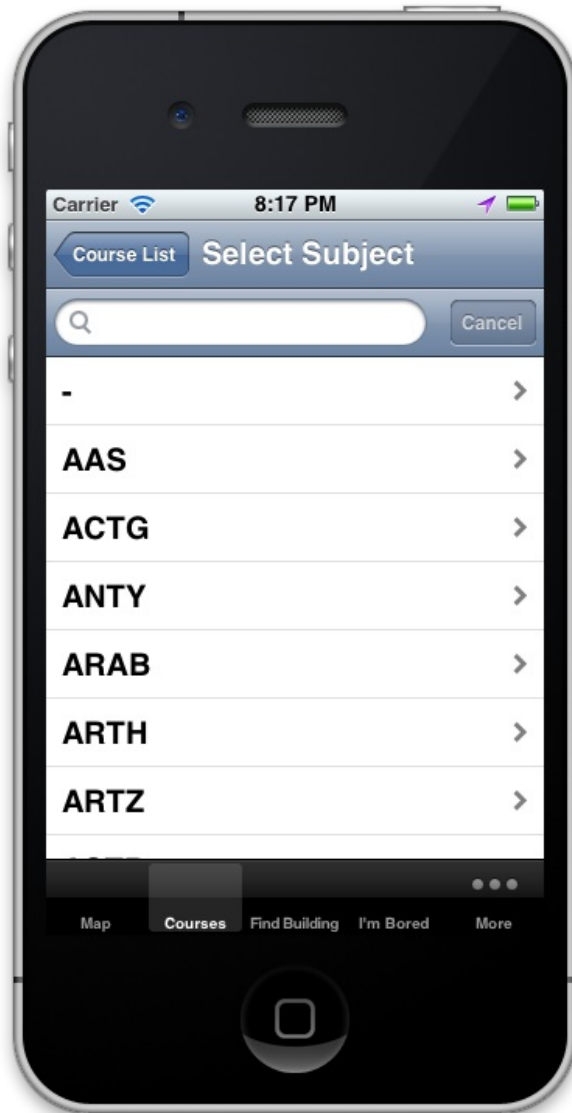 Carrier 8:17 PM
Course List Select Subject
Cancel
-
AAS
ACTG
ANTY
ARAB
ARTH
ARTZ
Map Courses Find Building I'm Bored More